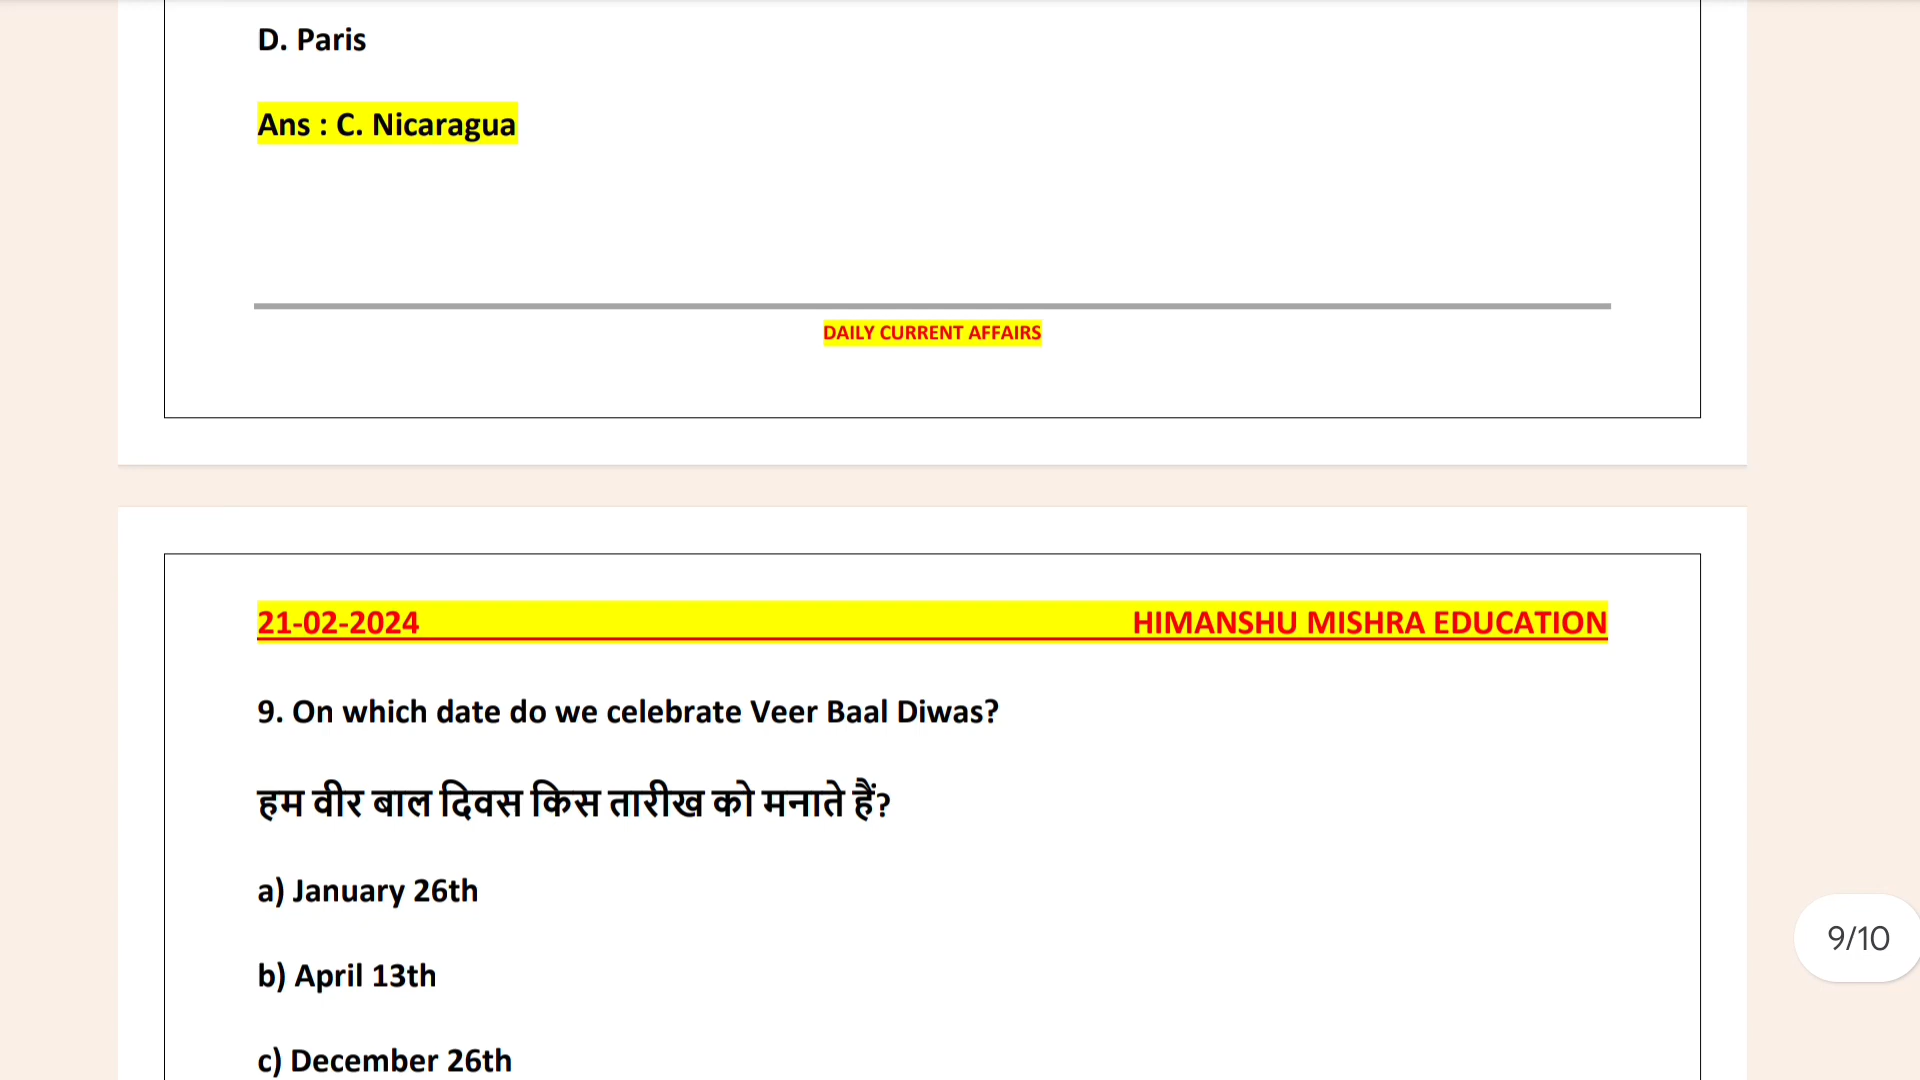 D. Paris
Ans : C. Nicaragua
DAILY CURRENT AFFAIRS
21-02-2024 HIMANSHU MISHRA EDUCATION
9. On which date do we celebrate Veer Baal Diwas?
हम वीर बाल दिवस किस तारीख को मनाते हैं?
a) January 26th
b) April 13th
c) December 26th
9/10